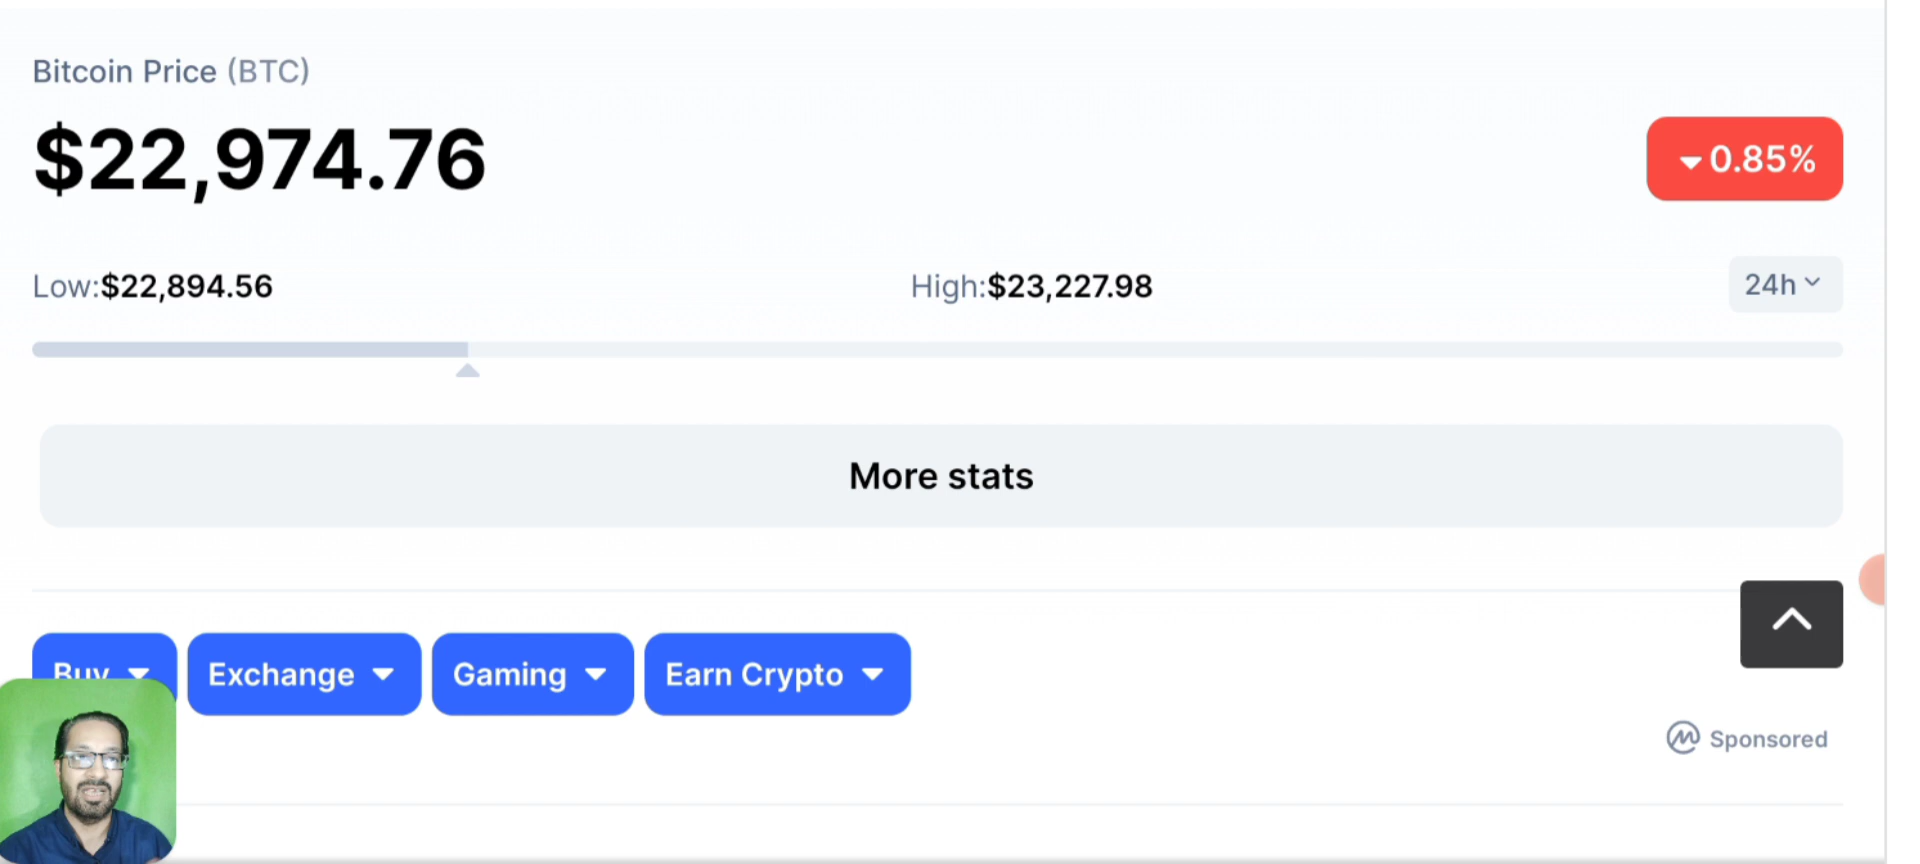 Bitcoin Price (BTC)
$22,974.76
0.85%
Low:$22,894.56 High:$23,227.98 24h
More stats
Buy Exchange Gaming Earn Crypto
Sponsored